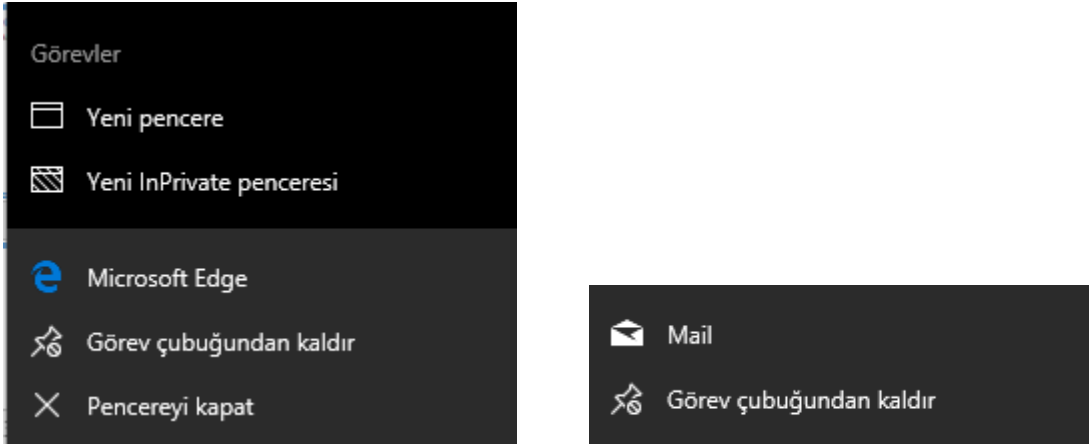 Görevler
Yeni pencere
Yeni InPrivate penceresi
Microsoft Edge
Görev çubuğundan kaldır
Pencereyi kapat
Mail
Görev çubuğundan kaldır